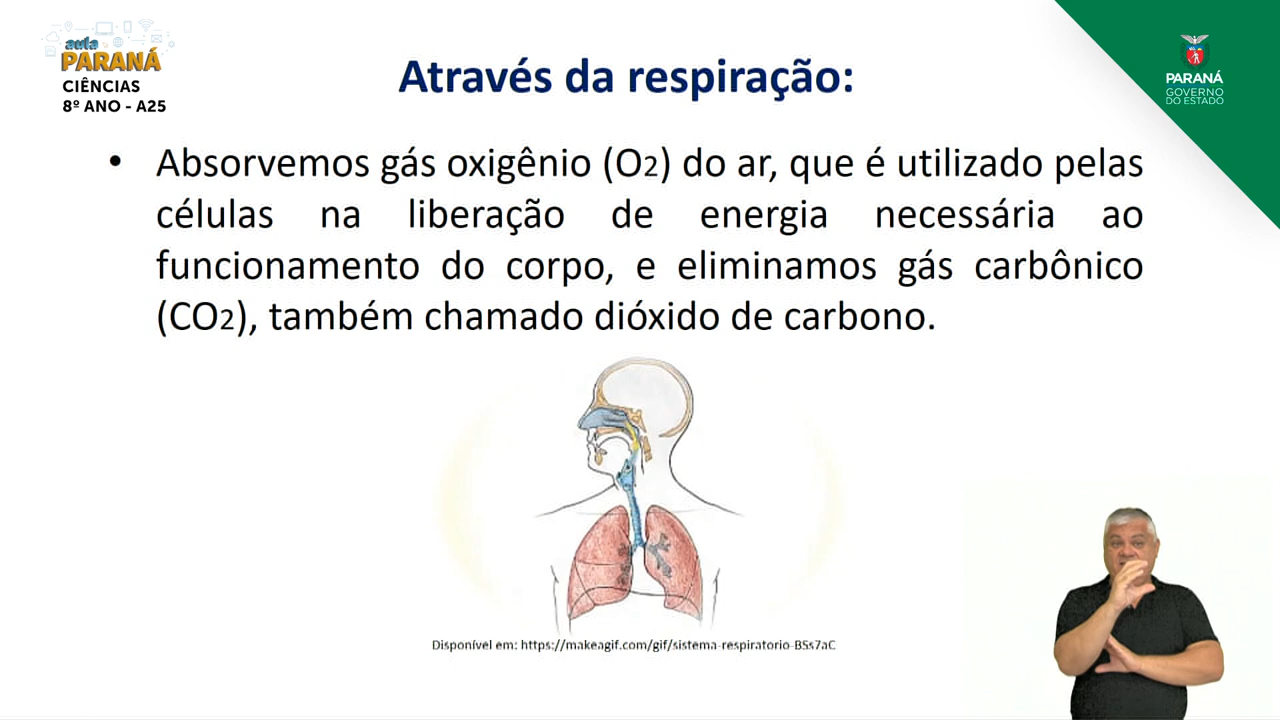 aula
PARANÁ
CIÊNCIAS
8º ANO - A25
Através da respiração:
PARANÁ
GOVERNO
DO ESTADO
• Absorvemos gás oxigênio (O2) do ar, que é utilizado pelas
células na liberação de energia necessária ao
funcionamento do corpo, e eliminamos gás carbônico
(CO2), também chamado dióxido de carbono.
Disponível em: https://makeagif.com/gif/sistema-respiratorio-BSs7aC